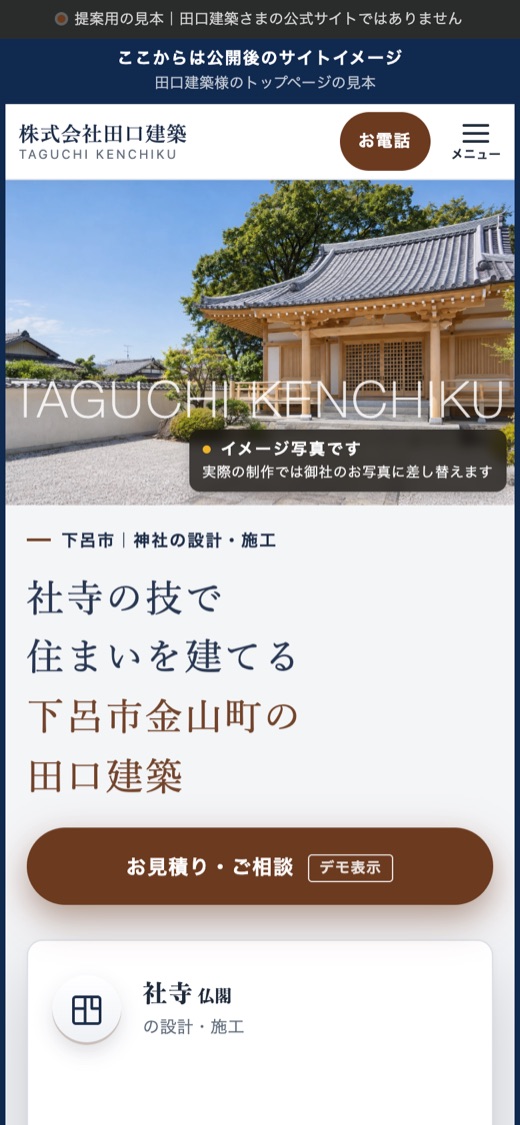 提案用の見本｜田口建築さまの公式サイトではありません
ここからは公開後のサイトイメージ
田口建築様のトップページの見本
株式会社田口建築
TAGUCHI KENCHIKU
お電話
メニュー
TAGUCHI KENCHIKU
イメージ写真です
実際の制作では御社のお写真に差し替えます
下呂市｜神社の設計・施工
社寺の技で
住まいを建てる
下呂市金山町の
田口建築
お見積り・ご相談 デモ表示
社寺 仏閣
の設計・施工